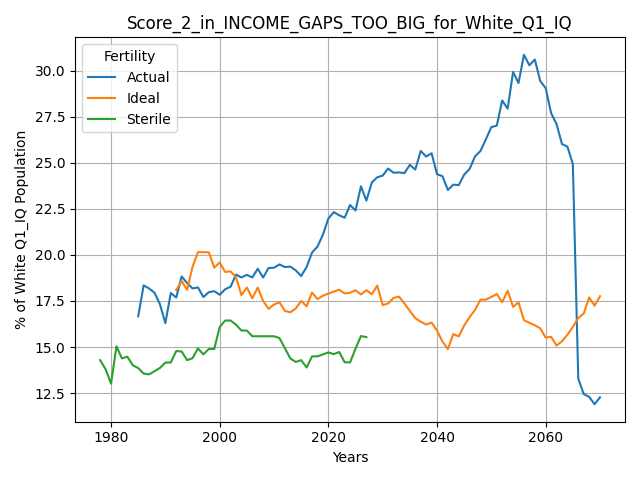 Score_2_in_INCOME_GAPS_TOO_BIG_for_White_Q1_IQ
Fertility
Actual
Ideal
Sterile
% of White Q1_IQ Population
30.0
27.5
25.0
22.5
20.0
17.5
15.0
12.5
1980
2000
2020
2040
2060
Years